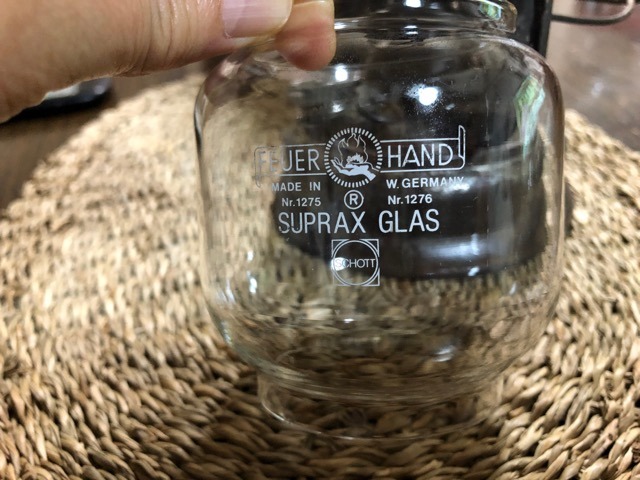 FEUER HAND
MADE IN W. GERMANY
Nr. 1275 ® Nr. 1276
SUPRAX GLAS
SCHOTT